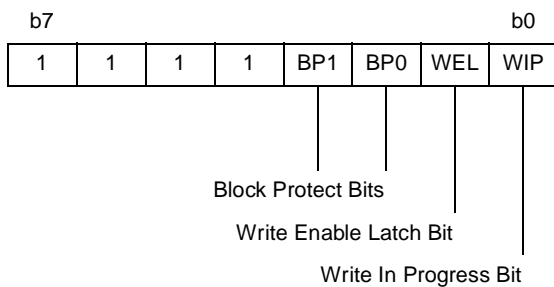 b7 b0
1 1 1 1 BP1 BP0 WEL WIP
Block Protect Bits
Write Enable Latch Bit
Write In Progress Bit